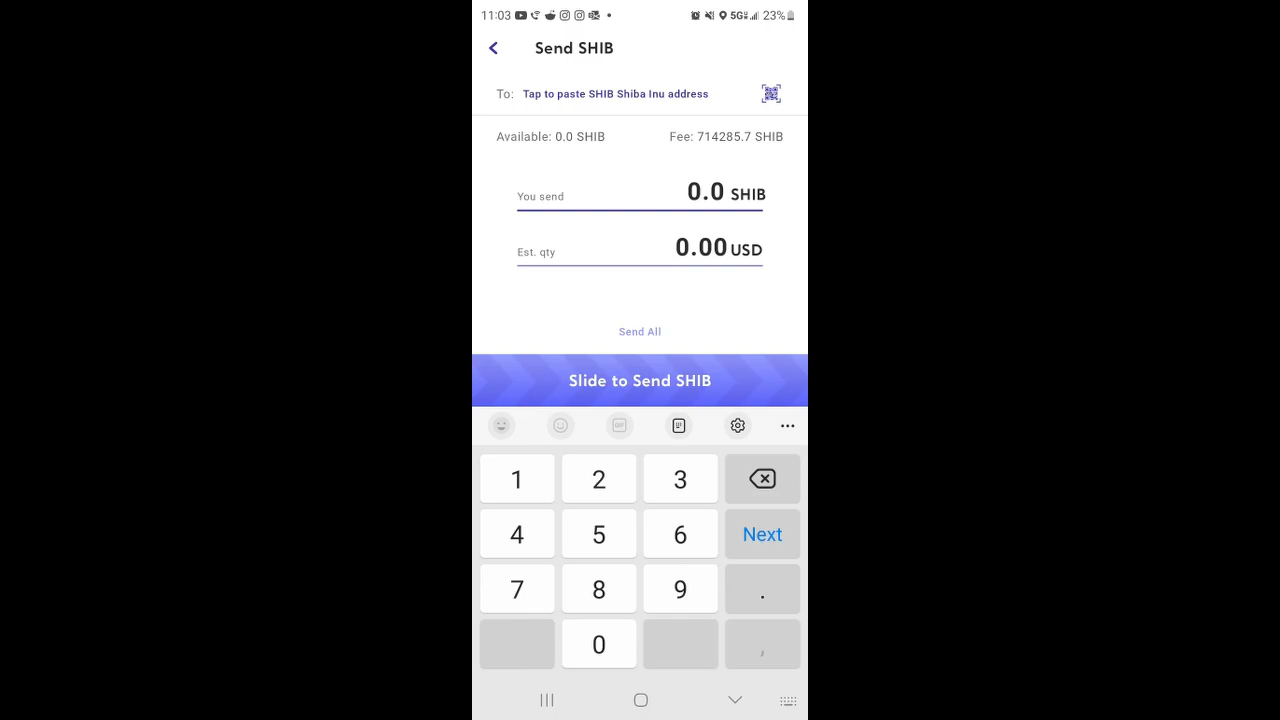 11:03 5G 23%
Send SHIB
To: Tap to paste SHIB Shiba Inu address
Available: 0.0 SHIB Fee: 714285.7 SHIB
You send 0.0 SHIB
Est. qty 0.00 USD
Send All
Slide to Send SHIB
GIF
1 2 3
4 5 6 Next
7 8 9 .
0 ,